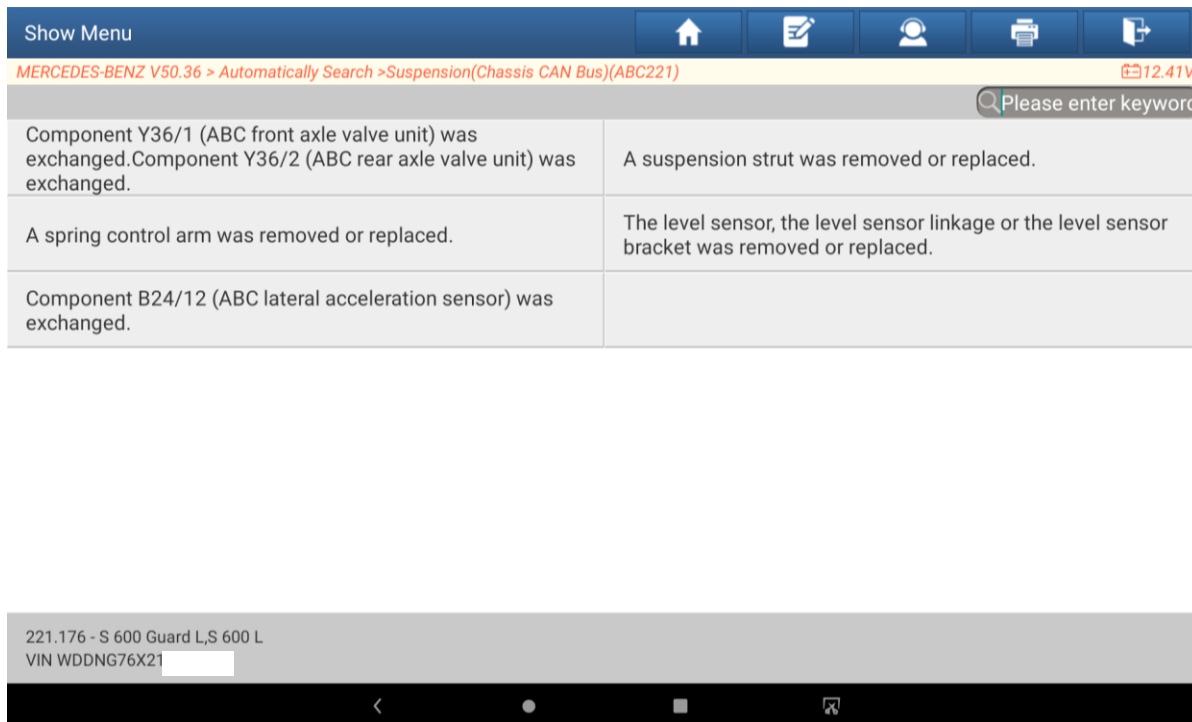 Show Menu
MERCEDES-BENZ V50.36 > Automatically Search >Suspension(Chassis CAN Bus)(ABC221)
12.41V
Please enter keyword
Component Y36/1 (ABC front axle valve unit) was
exchanged.Component Y36/2 (ABC rear axle valve unit) was
exchanged.
A suspension strut was removed or replaced.
A spring control arm was removed or replaced.
The level sensor, the level sensor linkage or the level sensor
bracket was removed or replaced.
Component B24/12 (ABC lateral acceleration sensor) was
exchanged.
221.176 - S 600 Guard L,S 600 L
VIN WDDNG76X21